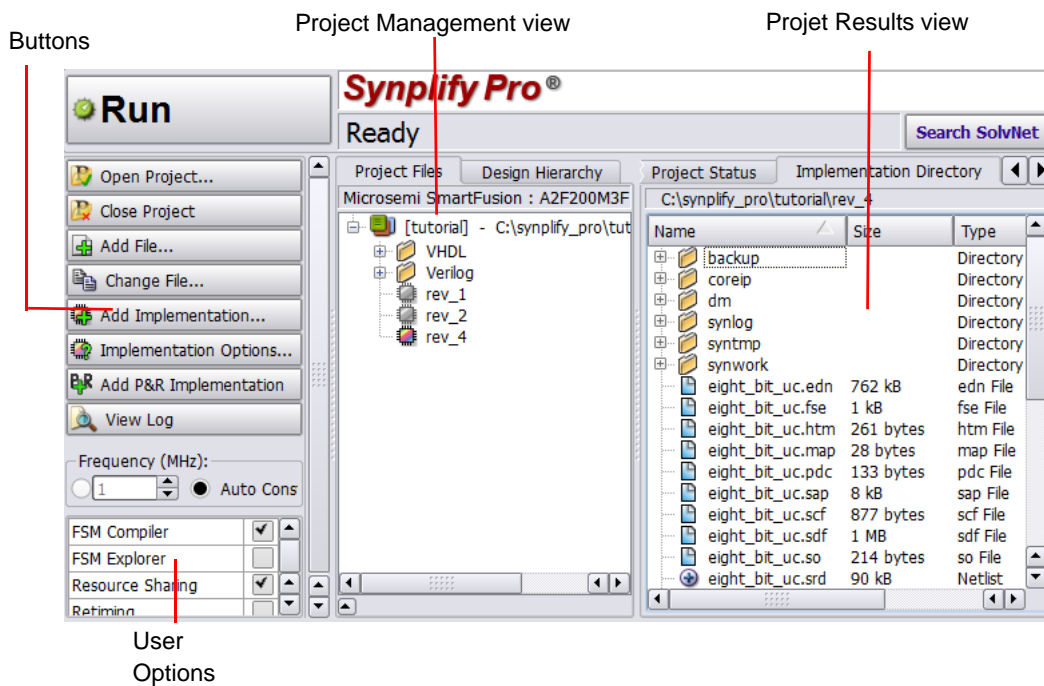 Project Management view
Projet Results view
Buttons
Run
Synplify Pro®
Ready
Search SolvNet
Open Project...
Close Project
Add File...
Change File...
Add Implementation...
Implementation Options...
Add P&R Implementation
View Log
Frequency (MHz):
1
Auto Cons
FSM Compiler
FSM Explorer
Resource Sharing
Retiming
Project Files
Design Hierarchy
Microsemi SmartFusion : A2F200M3F
[tutorial] - C:\synplify_pro\tut
VHDL
Verilog
rev_1
rev_2
rev_4
Project Status
Implementation Directory
C:\synplify_pro\tutorial\rev_4
Name Size Type
backup Directory
coreip Directory
dm Directory
synlog Directory
syntmp Directory
synwork Directory
eight_bit_uc.edn 762 kB edn File
eight_bit_uc.fse 1 kB fse File
eight_bit_uc.htm 261 bytes htm File
eight_bit_uc.map 28 bytes map File
eight_bit_uc.pdc 133 bytes pdc File
eight_bit_uc.sap 8 kB sap File
eight_bit_uc.scf 877 bytes scf File
eight_bit_uc.sdf 1 MB sdf File
eight_bit_uc.so 214 bytes so File
eight_bit_uc.srd 90 kB Netlist
User
Options